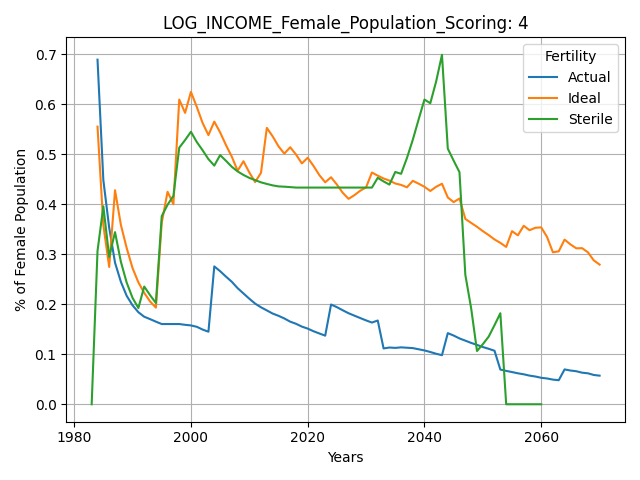 LOG_INCOME_Female_Population_Scoring: 4
% of Female Population
0.7
0.6
0.5
0.4
0.3
0.2
0.1
0.0
Fertility
Actual
Ideal
Sterile
1980 2000 2020 2040 2060
Years